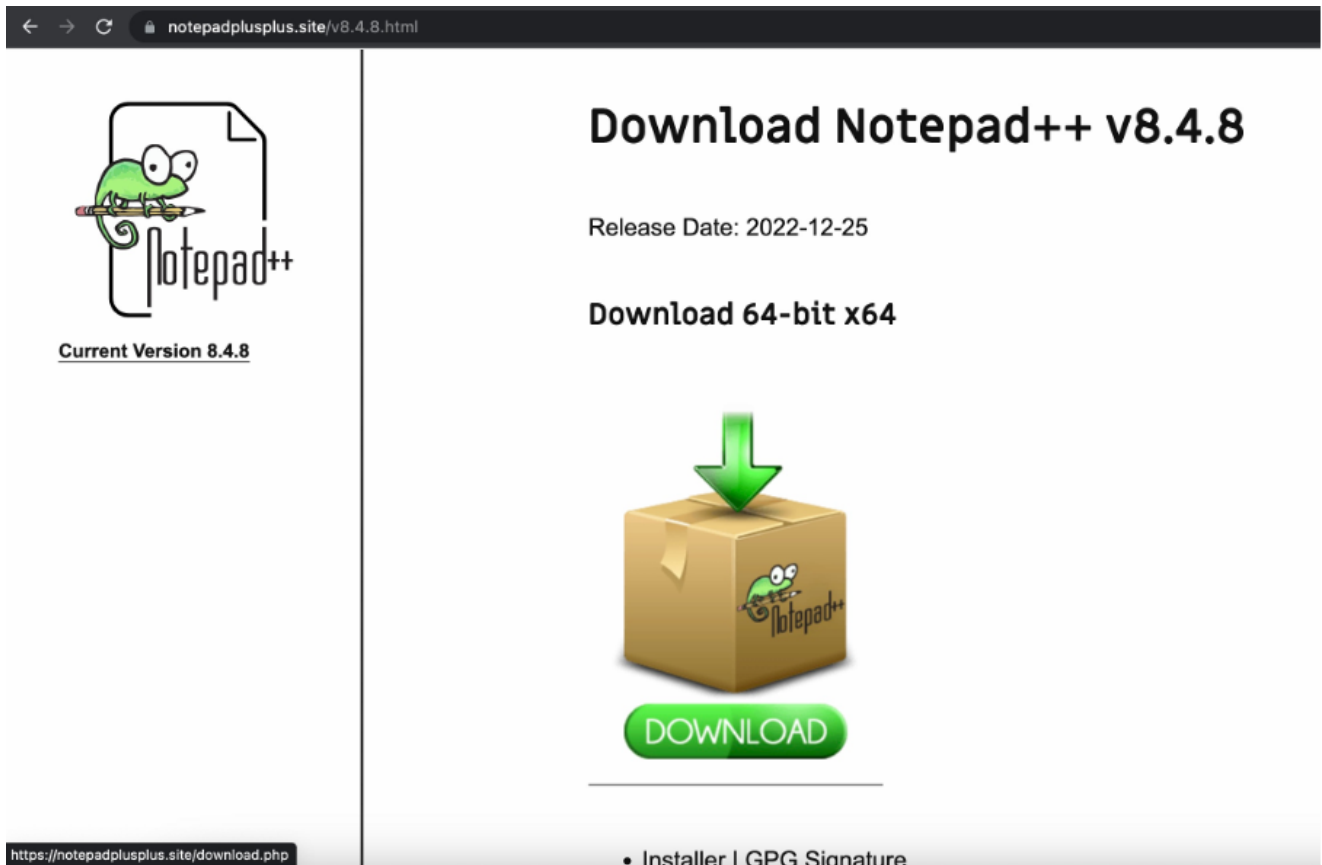 notepadplusplus.site/v8.4.8.html
Notepad++
Current Version 8.4.8
Download Notepad++ v8.4.8
Release Date: 2022-12-25
Download 64-bit x64
Notepad++
DOWNLOAD
Installer | GPG Signature
https://notepadplusplus.site/download.php